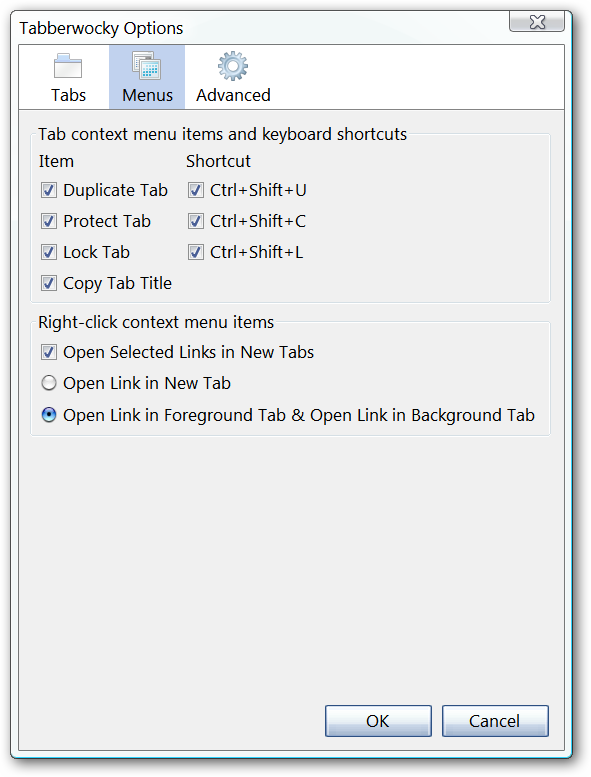 Tabberwocky Options
Tabs Menus Advanced
Tab context menu items and keyboard shortcuts
Item Shortcut
Duplicate Tab Ctrl+Shift+U
Protect Tab Ctrl+Shift+C
Lock Tab Ctrl+Shift+L
Copy Tab Title
Right-click context menu items
Open Selected Links in New Tabs
Open Link in New Tab
Open Link in Foreground Tab & Open Link in Background Tab
OK Cancel